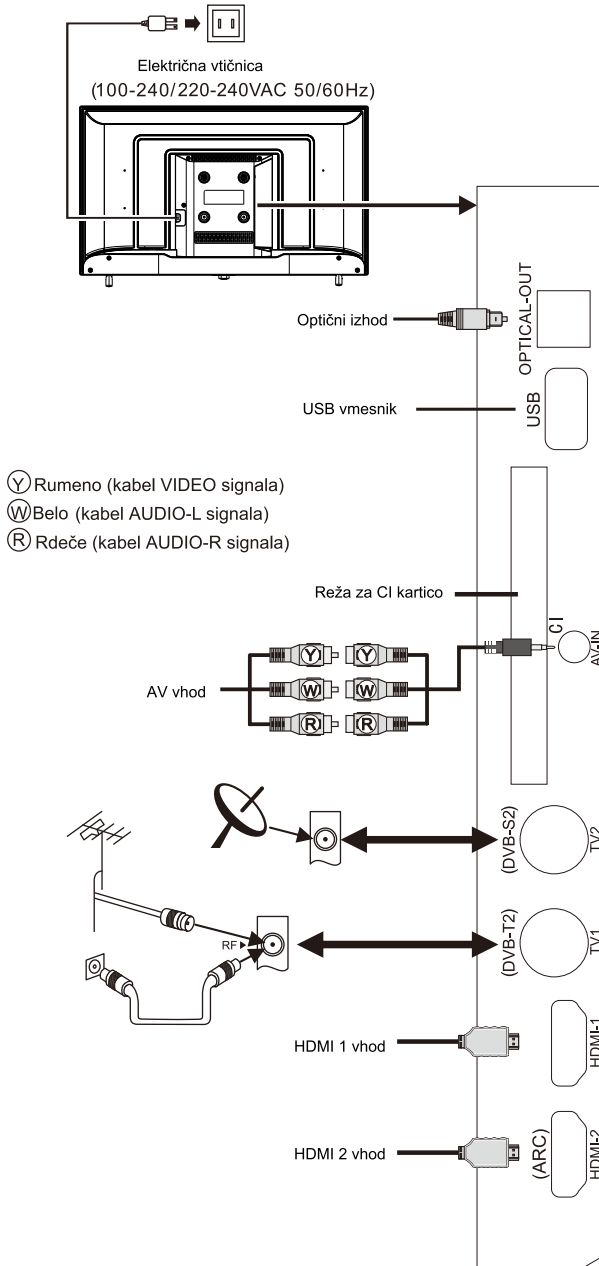 Električna vtičnica
(100-240/220-240VAC 50/60Hz)
Optični izhod
OPTICAL-OUT
USB vmesnik
USB
Y Rumeno (kabel VIDEO signala)
W Belo (kabel AUDIO-L signala)
R Rdeče (kabel AUDIO-R signala)
Reža za CI kartico
CI
AV-IN
AV vhod
Y
Y
W
W
R
R
(DVB-S2)
TV2
RF
(DVB-T2)
TV1
HDMI 1 vhod
HDMI-1
HDMI 2 vhod
(ARC)
HDMI-2